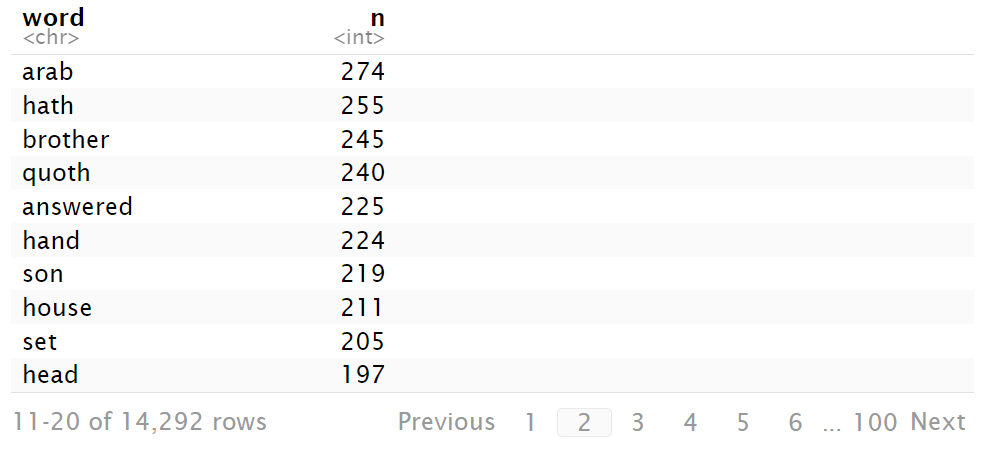 word n
<chr> <int>
arab 274
hath 255
brother 245
quoth 240
answered 225
hand 224
son 219
house 211
set 205
head 197
11-20 of 14,292 rows Previous 1 2 3 4 5 6 ... 100 Next